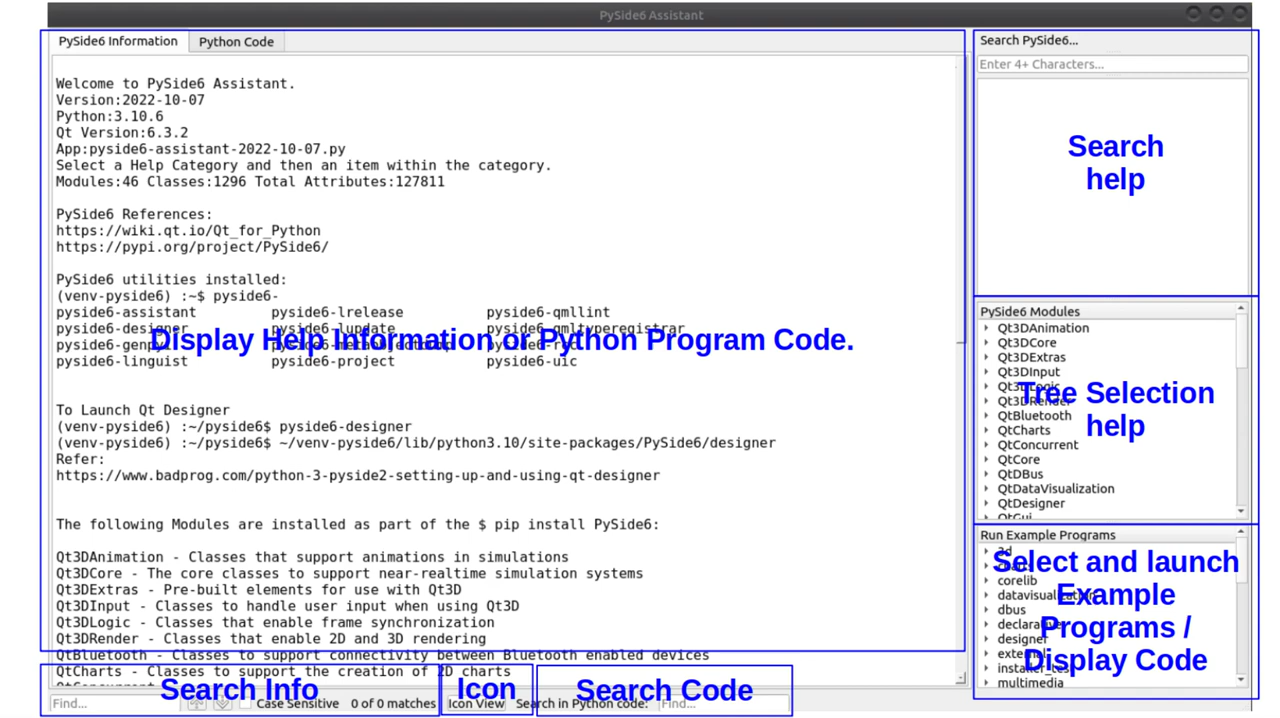 PySide6 Assistant
PySide6 Information
Python Code
Welcome to PySide6 Assistant.
Version:2022-10-07
Python:3.10.6
Qt Version:6.3.2
App:pyside6-assistant-2022-10-07.py
Select a Help Category and then an item within the category.
Modules:46 Classes:1296 Total Attributes:127811
PySide6 References:
https://wiki.qt.io/Qt_for_Python
https://pypi.org/project/PySide6/
PySide6 utilities installed:
(venv-pyside6) :~$ pyside6-
pyside6-assistant pyside6-lrelease pyside6-qmllint
pyside6-designer pyside6-lupdate pyside6-qmltyperegistrar
Display Help Information or Python Program Code.
pyside6-linguist pyside6-project pyside6-uic
To Launch Qt Designer
(venv-pyside6) :~/pyside6$ pyside6-designer
(venv-pyside6) :~/pyside6$ ~/venv-pyside6/lib/python3.10/site-packages/PySide6/designer
Refer:
https://www.badprog.com/python-3-pyside2-setting-up-and-using-qt-designer
The following Modules are installed as part of the $ pip install PySide6:
Qt3DAnimation - Classes that support animations in simulations
Qt3DCore - The core classes to support near-realtime simulation systems
Qt3DExtras - Pre-built elements for use with Qt3D
Qt3DInput - Classes to handle user input when using Qt3D
Qt3DLogic - Classes that enable frame synchronization
Qt3DRender - Classes that enable 2D and 3D rendering
QtBluetooth - Classes to support connectivity between Bluetooth enabled devices
QtCharts - Classes to support the creation of 2D charts
Search Info
Icon
Search Code
Find...
Case Sensitive
0 of 0 matches
Icon View
Search in Python code:
Find...
Search PySide6...
Enter 4+ Characters...
Search
help
PySide6 Modules
Qt3DAnimation
Qt3DCore
Qt3DExtras
Qt3DInput
Qt3DLogic
Tree Selection
Qt3DRender
QtBluetooth
help
QtCharts
QtConcurrent
QtCore
QtDBus
QtDataVisualization
QtDesigner
QtGui
Run Example Programs
3d
Select and launch
corelib
datavisualization
Example
dbus
declarative
Programs /
designer
external
Display Code
multimedia